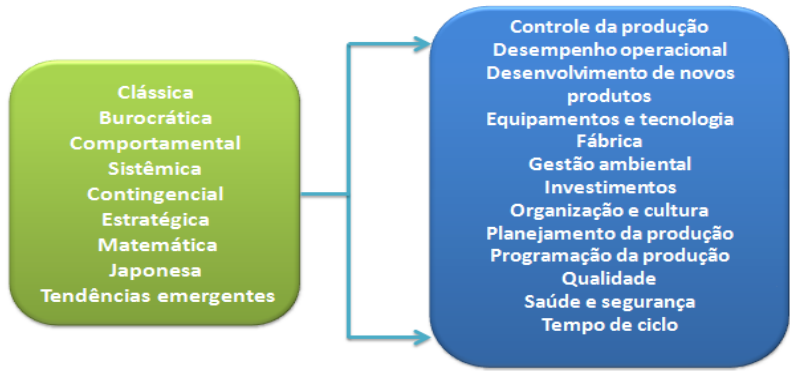 Clássica
Burocrática
Comportamental
Sistêmica
Contingencial
Estratégica
Matemática
Japonesa
Tendências emergentes
Controle da produção
Desempenho operacional
Desenvolvimento de novos
produtos
Equipamentos e tecnologia
Fábrica
Gestão ambiental
Investimentos
Organização e cultura
Planejamento da produção
Programação da produção
Qualidade
Saúde e segurança
Tempo de ciclo